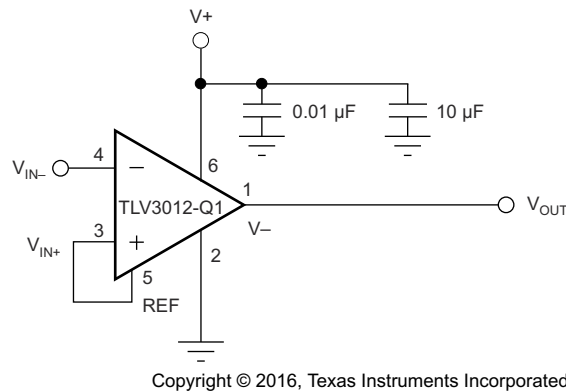 V+
0.01 µF
10 µF
4
6
VIN–
–
TLV3012-Q1
1
VOUT
V–
3
VIN+
+
2
5
REF
Copyright © 2016, Texas Instruments Incorporated